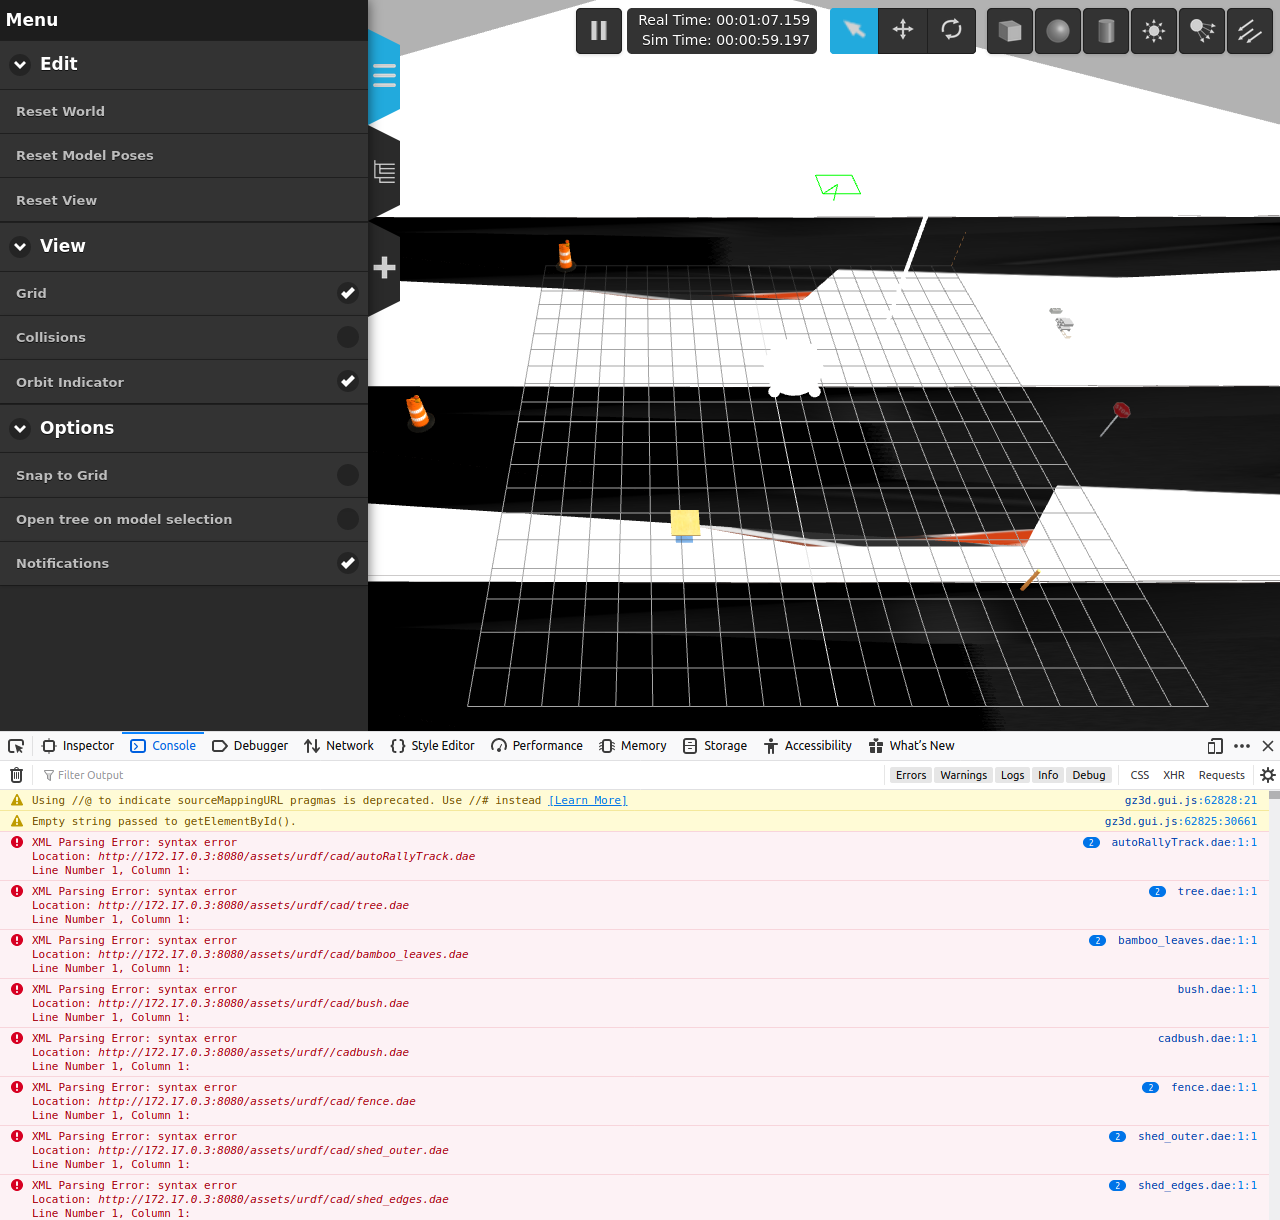 Menu
Edit
Reset World
Reset Model Poses
Reset View
View
Grid
Collisions
Orbit Indicator
Options
Snap to Grid
Open tree on model selection
Notifications
Real Time: 00:01:07.159
Sim Time: 00:00:59.197
Inspector Console Debugger Network Style Editor Performance Memory Storage Accessibility What's New
Filter Output Errors Warnings Logs Info Debug CSS XHR Requests
Using //@ to indicate sourceMappingURL pragmas is deprecated. Use //# instead [Learn More] gz3d.gui.js:62828:21
Empty string passed to getElementById(). gz3d.gui.js:62825:30661
XML Parsing Error: syntax error 2 autoRallyTrack.dae:1:1
Location: http://172.17.0.3:8080/assets/urdf/cad/autoRallyTrack.dae
Line Number 1, Column 1:
XML Parsing Error: syntax error 2 tree.dae:1:1
Location: http://172.17.0.3:8080/assets/urdf/cad/tree.dae
Line Number 1, Column 1:
XML Parsing Error: syntax error 2 bamboo_leaves.dae:1:1
Location: http://172.17.0.3:8080/assets/urdf/cad/bamboo_leaves.dae
Line Number 1, Column 1:
XML Parsing Error: syntax error bush.dae:1:1
Location: http://172.17.0.3:8080/assets/urdf/cad/bush.dae
Line Number 1, Column 1:
XML Parsing Error: syntax error cadbush.dae:1:1
Location: http://172.17.0.3:8080/assets/urdf//cadbush.dae
Line Number 1, Column 1:
XML Parsing Error: syntax error 2 fence.dae:1:1
Location: http://172.17.0.3:8080/assets/urdf/cad/fence.dae
Line Number 1, Column 1:
XML Parsing Error: syntax error 2 shed_outer.dae:1:1
Location: http://172.17.0.3:8080/assets/urdf/cad/shed_outer.dae
Line Number 1, Column 1:
XML Parsing Error: syntax error 2 shed_edges.dae:1:1
Location: http://172.17.0.3:8080/assets/urdf/cad/shed_edges.dae
Line Number 1, Column 1: